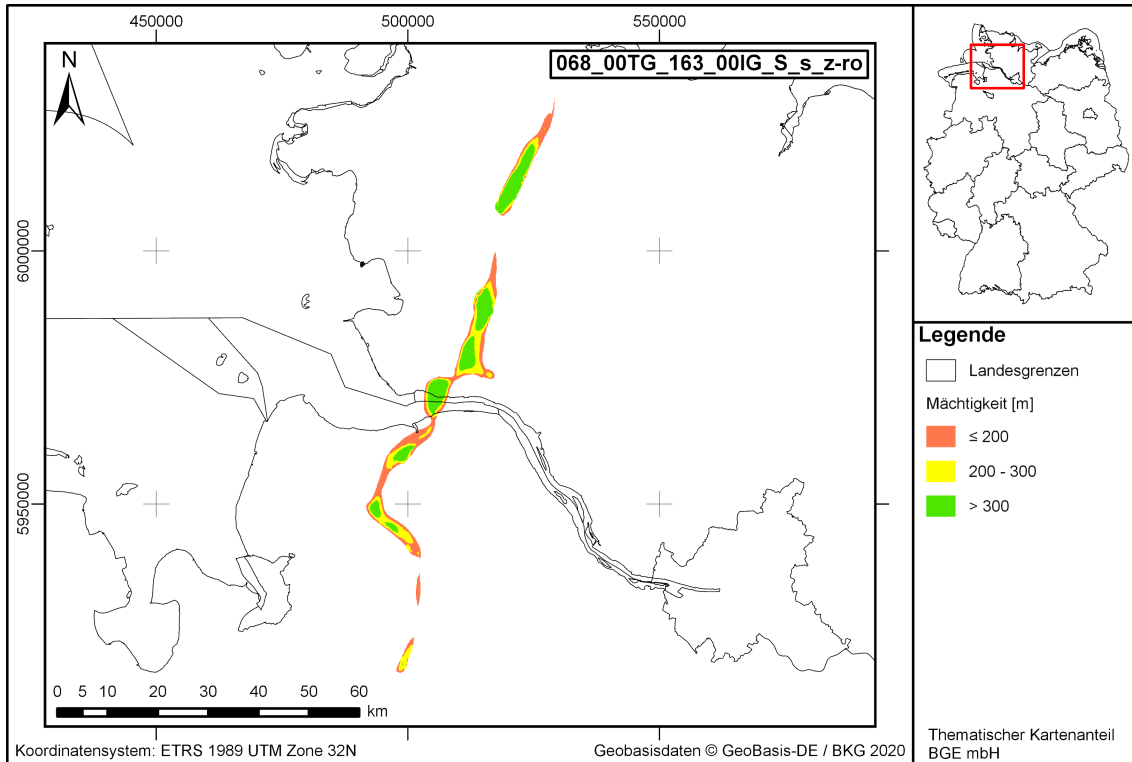 450000
500000
550000
N
068_00TG_163_00IG_S_s_z-ro
6000000
5950000
0 5 10 20 30 40 50 60
km
Koordinatensystem: ETRS 1989 UTM Zone 32N
Geobasisdaten © GeoBasis-DE / BKG 2020
Legende
Landesgrenzen
Mächtigkeit [m]
≤ 200
200 - 300
> 300
Thematischer Kartenanteil
BGE mbH